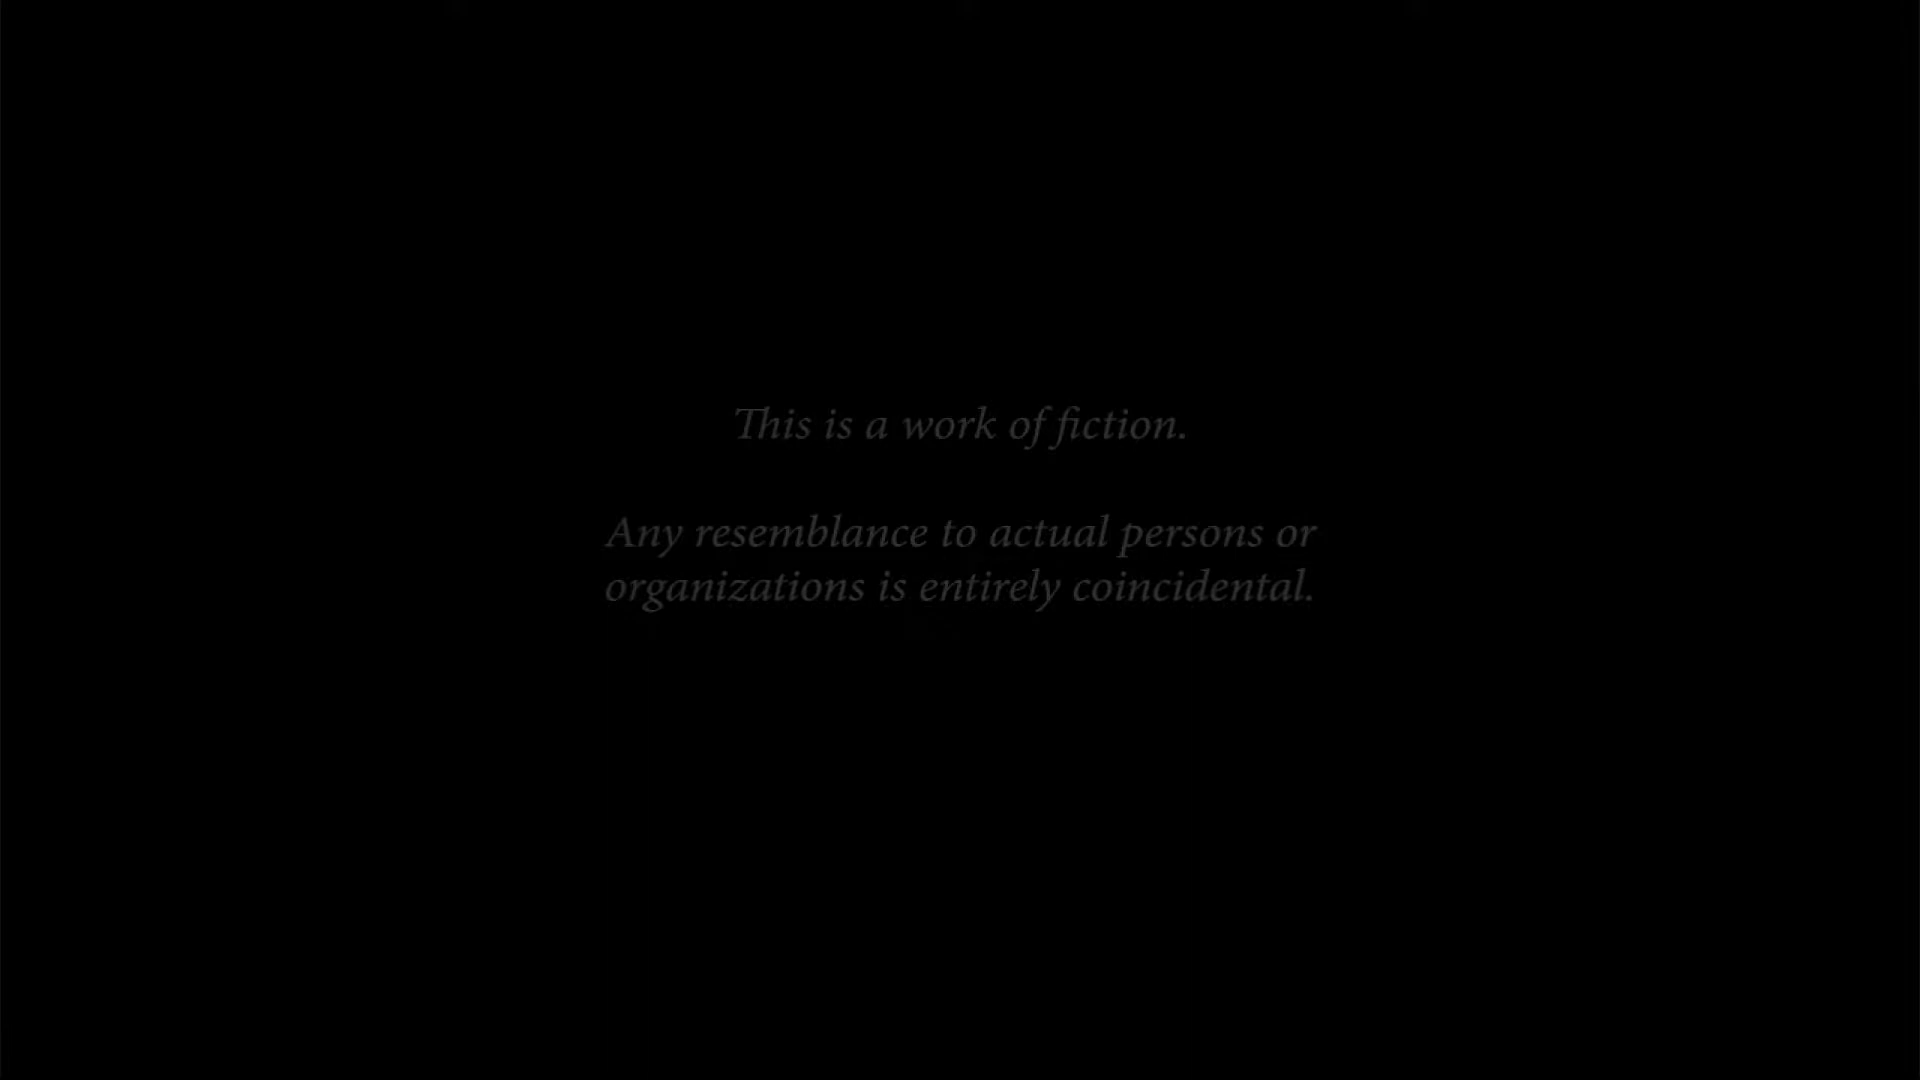 This is a work of fiction.
Any resemblance to actual persons or
organizations is entirely coincidental.